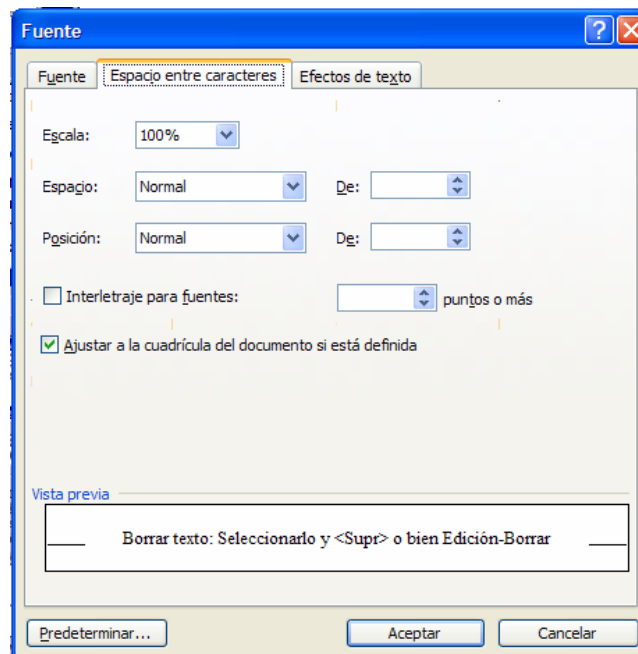 Fuente
Fuente Espacio entre caracteres Efectos de texto
Escala: 100%
Espacio: Normal De:
Posición: Normal De:
Interletraje para fuentes: puntos o más
Ajustar a la cuadrícula del documento si está definida
Vista previa
Borrar texto: Seleccionarlo y <Supr> o bien Edición-Borrar
Predeterminar... Aceptar Cancelar